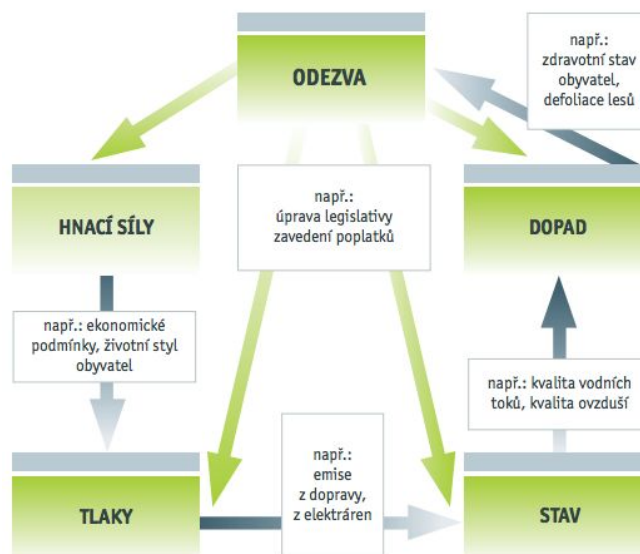 ODEZVA
např.:
zdravotní stav
obyvatel,
defoliace lesů
HNACÍ SÍLY
např.:
úprava legislativy
zavedení poplatků
DOPAD
např.: ekonomické
podmínky, životní styl
obyvatel
např.: kvalita vodních
toků, kvalita ovzduší
TLAKY
např.:
emise
z dopravy,
z elektráren
STAV